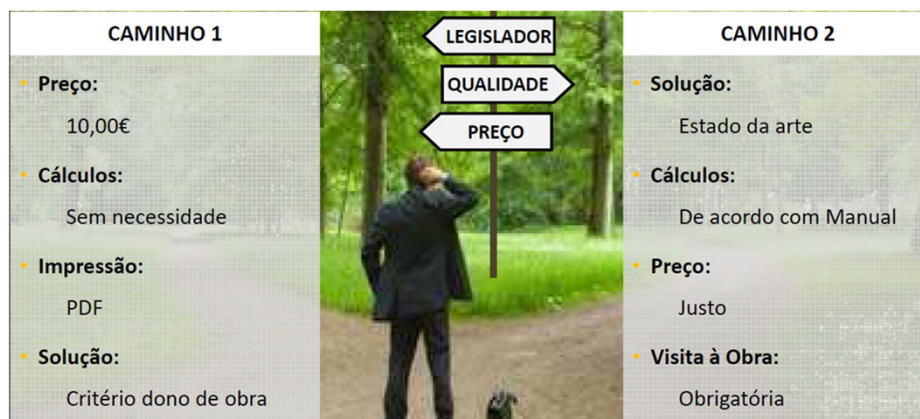 CAMINHO 1
Preço:
10,00€
Cálculos:
Sem necessidade
Impressão:
PDF
Solução:
Critério dono de obra
LEGISLADOR
QUALIDADE
PREÇO
CAMINHO 2
Solução:
Estado da arte
Cálculos:
De acordo com Manual
Preço:
Justo
Visita à Obra:
Obrigatória